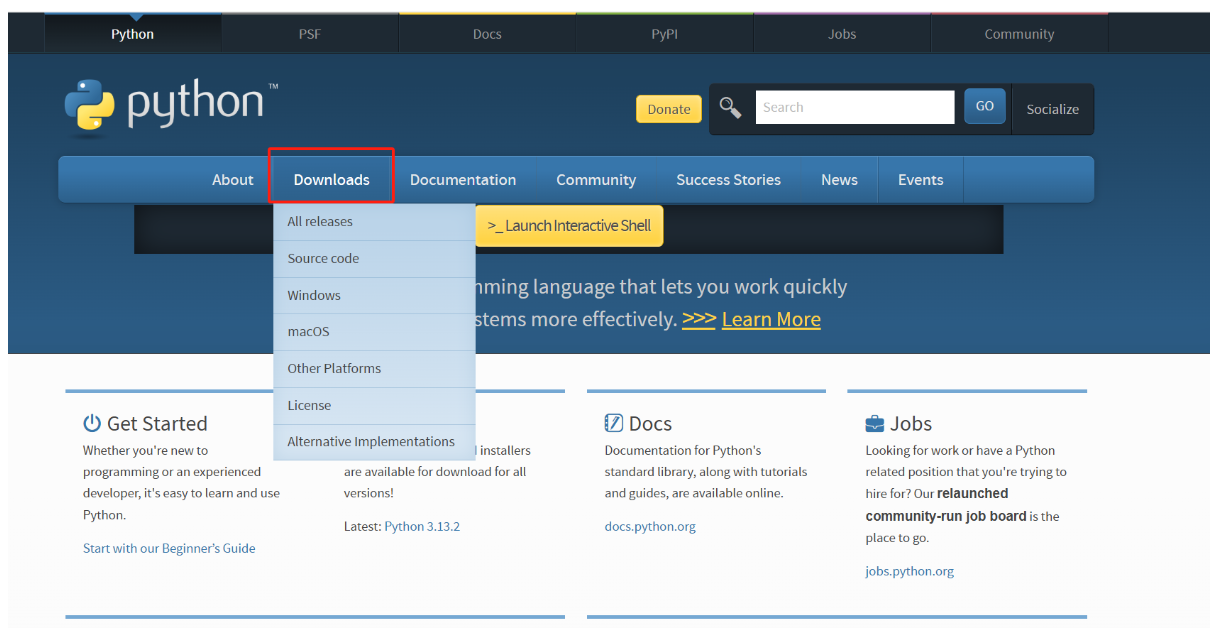 Python
PSF
Docs
PyPI
Jobs
Community
python™
Donate
Search
GO
Socialize
About
Downloads
Documentation
Community
Success Stories
News
Events
All releases
Source code
Windows
macOS
Other Platforms
License
Alternative Implementations
>_ Launch Interactive Shell
language that lets you work quickly
more effectively. >>> Learn More
Get Started
Whether you're new to
programming or an experienced
developer, it's easy to learn and use
Python.
Start with our Beginner's Guide
installers
are available for download for all
versions!
Latest: Python 3.13.2
Docs
Documentation for Python's
standard library, along with tutorials
and guides, are available online.
docs.python.org
Jobs
Looking for work or have a Python
related position that you're trying to
hire for? Our relaunched
community-run job board is the
place to go.
jobs.python.org